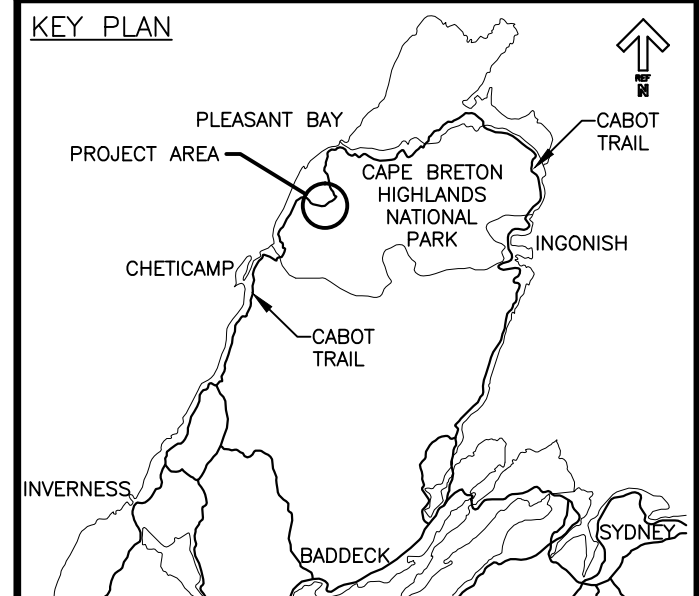 KEY PLAN
REF
N
PLEASANT BAY
CABOT
TRAIL
PROJECT AREA
CAPE BRETON
HIGHLANDS
NATIONAL
PARK
INGONISH
CHETICAMP
CABOT
TRAIL
INVERNESS
SYDNEY
BADDECK